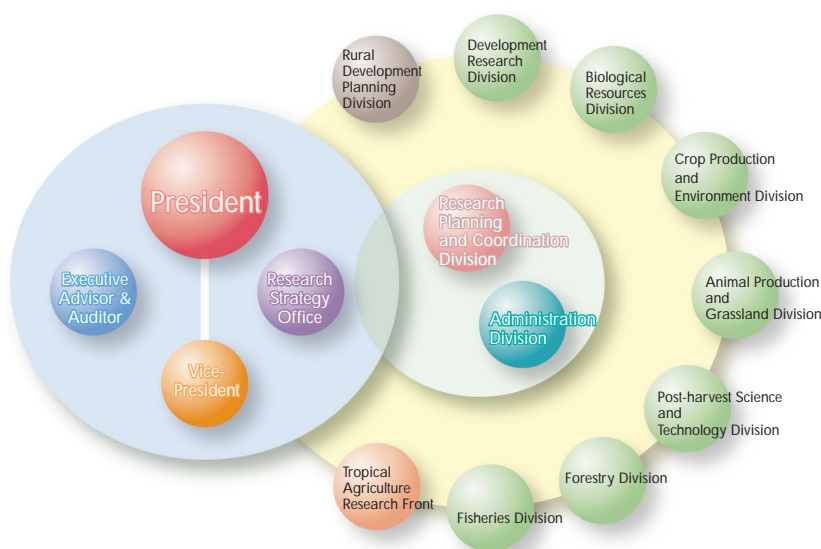 Rural
Development
Planning
Division
Development
Research
Division
Biological
Resources
Division
Crop Production
and
Environment Division
President
Research
Planning
and Coordination
Division
Executive
Advisor &
Auditor
Research
Strategy
Office
Animal Production
and
Grassland Division
Administration
Division
Vice-
President
Post-harvest Science
and
Technology Division
Tropical
Agriculture
Research Front
Fisheries Division
Forestry Division